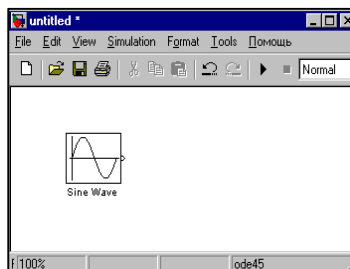 untitled *
File Edit View Simulation Format Tools Помощь
Normal
Sine Wave
100% ode45